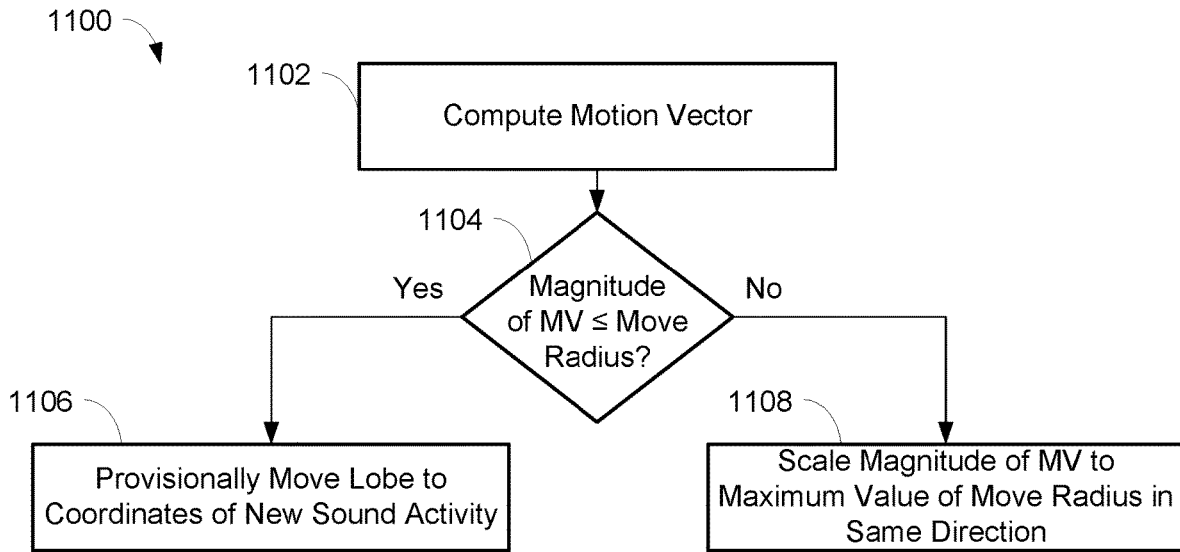 1100
1102
Compute Motion Vector
1104
Magnitude
of MV ≤ Move
Radius?
Yes
No
1106
Provisionally Move Lobe to
Coordinates of New Sound Activity
1108
Scale Magnitude of MV to
Maximum Value of Move Radius in
Same Direction